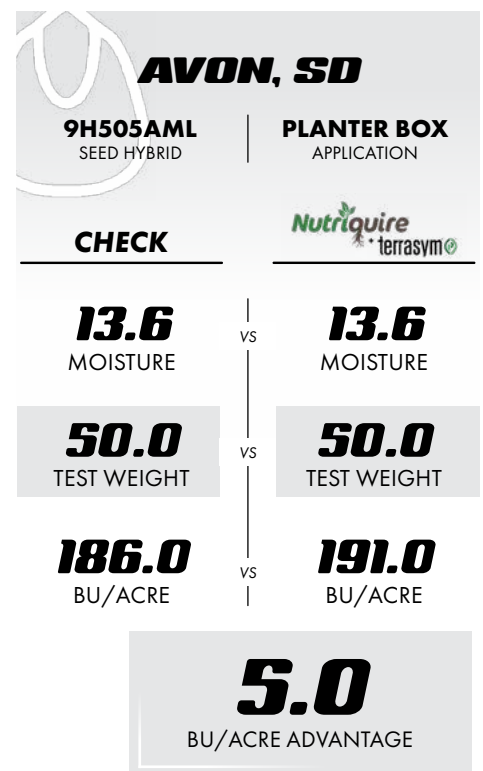 AVON, SD
9H505AML
SEED HYBRID
PLANTER BOX
APPLICATION
CHECK
Nutriquire
+ terrasym
13.6
MOISTURE
vs
13.6
MOISTURE
50.0
TEST WEIGHT
vs
50.0
TEST WEIGHT
186.0
BU/ACRE
vs
191.0
BU/ACRE
5.0
BU/ACRE ADVANTAGE